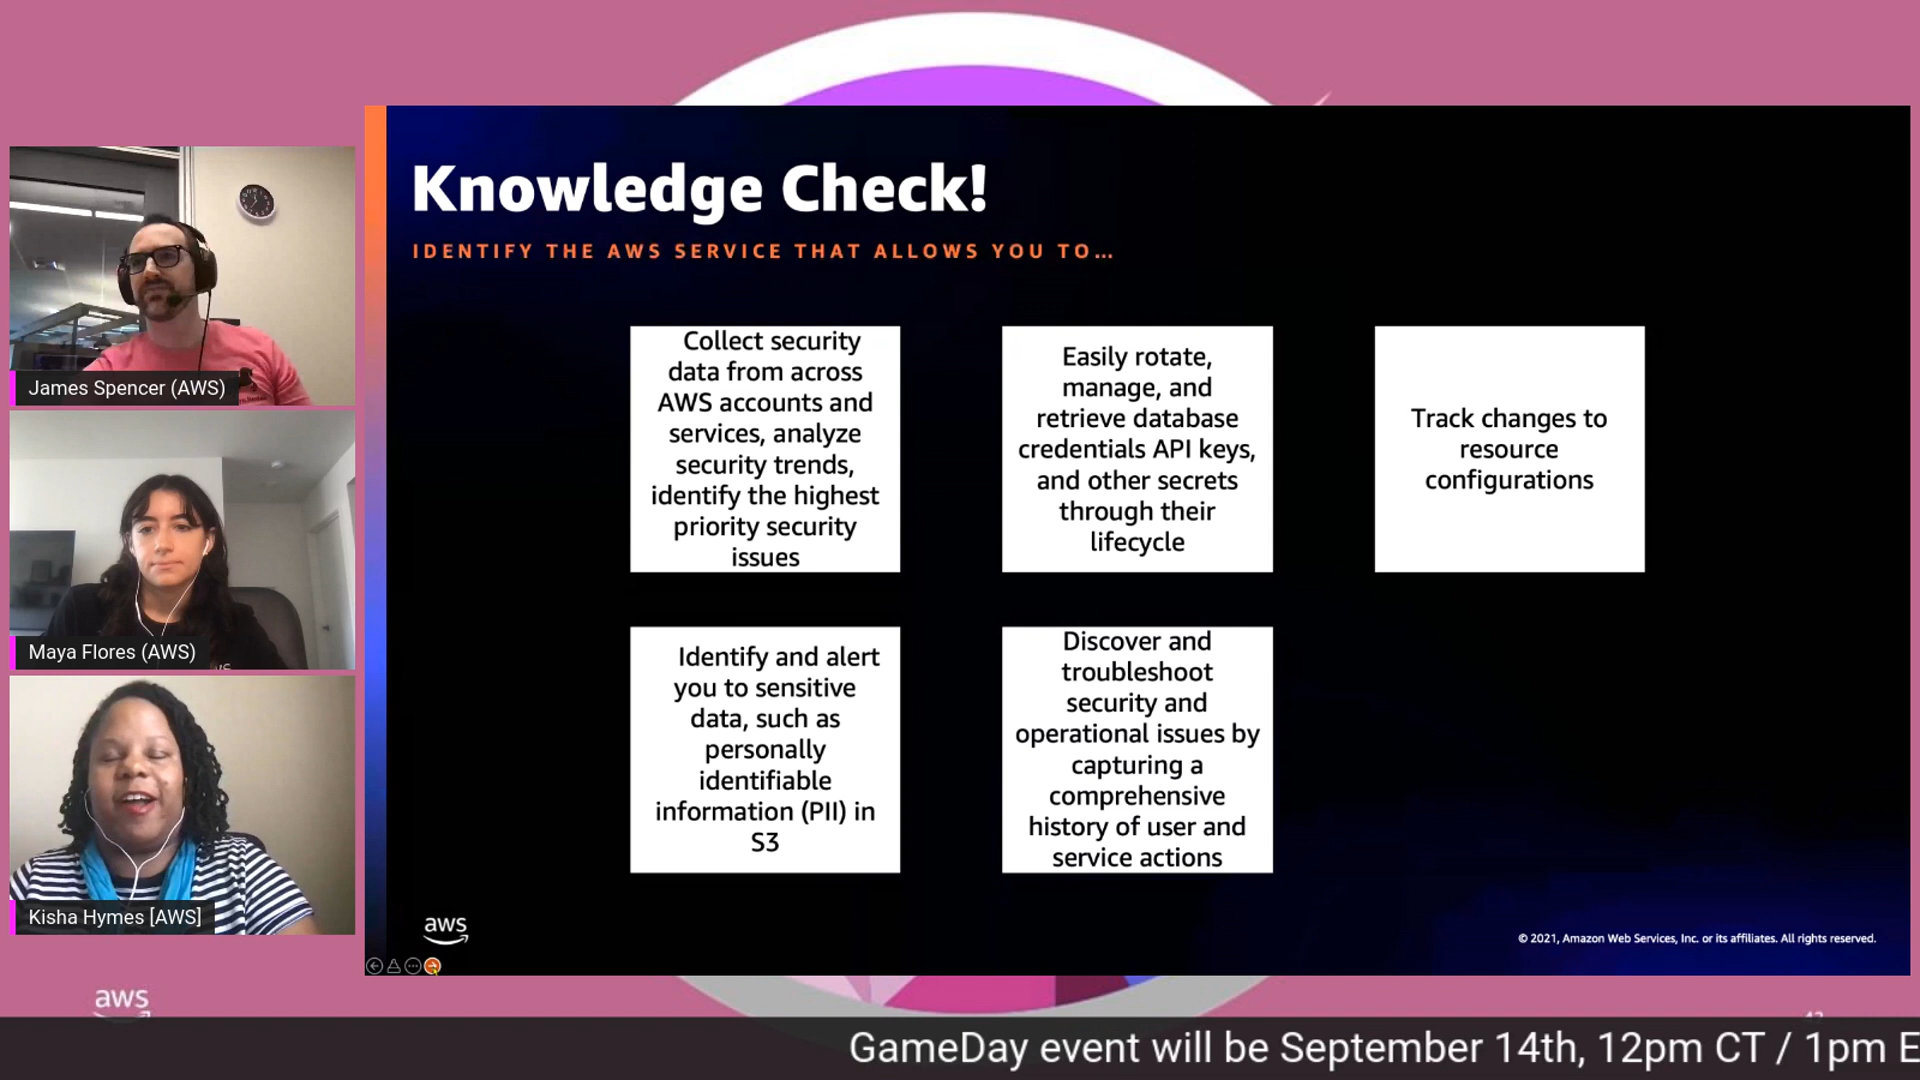 Knowledge Check!
IDENTIFY THE AWS SERVICE THAT ALLOWS YOU TO...
Collect security
data from across
AWS accounts and
services, analyze
security trends,
identify the highest
priority security
issues
Easily rotate,
manage, and
retrieve database
credentials API keys,
and other secrets
through their
lifecycle
Track changes to
resource
configurations
Identify and alert
you to sensitive
data, such as
personally
identifiable
information (PII) in
S3
Discover and
troubleshoot
security and
operational issues by
capturing a
comprehensive
history of user and
service actions
aws
© 2021, Amazon Web Services, Inc. or its affiliates. All rights reserved.
James Spencer (AWS)
Maya Flores (AWS)
Kisha Hymes [AWS]
aws
GameDay event will be September 14th, 12pm CT / 1pm E